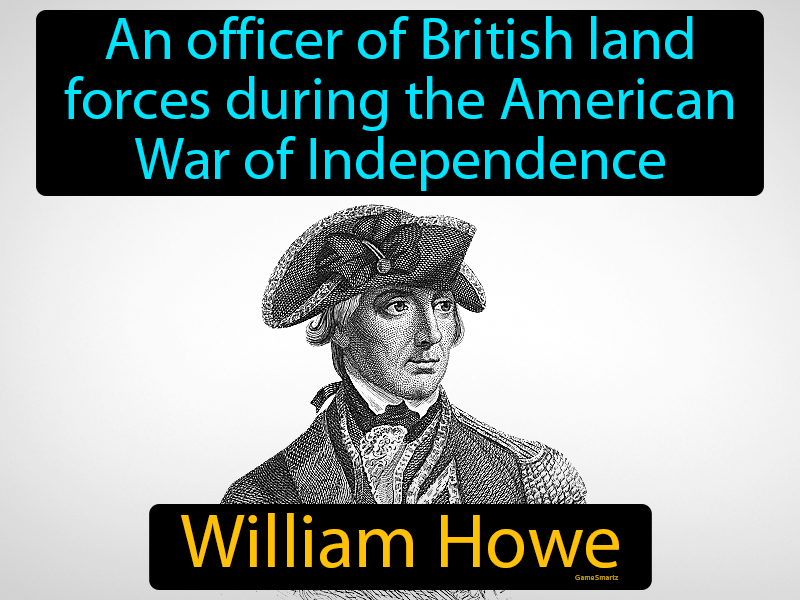 An officer of British land
forces during the American
War of Independence
William Howe
GameSmartz